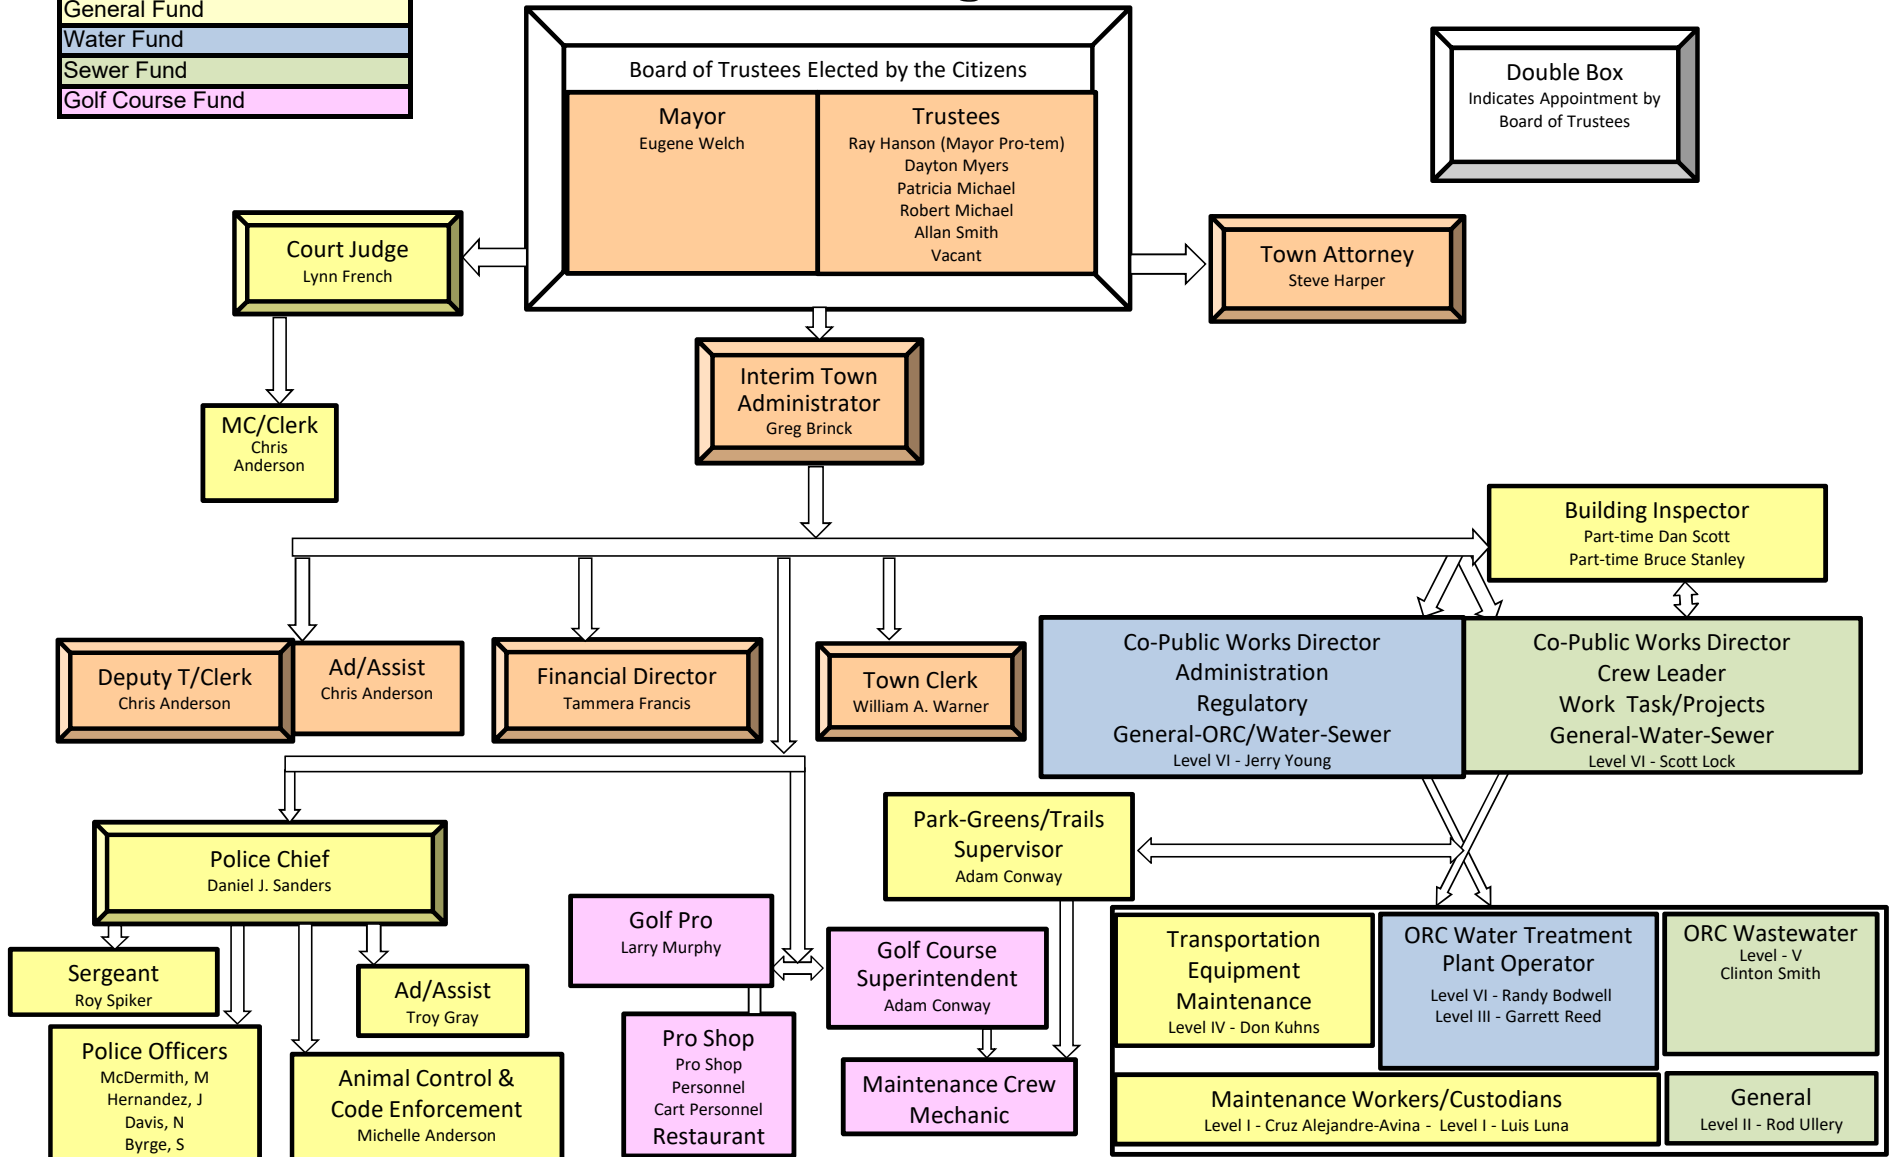 General Fund
Water Fund
Sewer Fund
Golf Course Fund
Board of Trustees Elected by the Citizens
Mayor
Eugene Welch
Trustees
Ray Hanson (Mayor Pro-tem)
Dayton Myers
Patricia Michael
Robert Michael
Allan Smith
Vacant
Double Box
Indicates Appointment by
Board of Trustees
Court Judge
Lynn French
Town Attorney
Steve Harper
Interim Town
Administrator
Greg Brinck
MC/Clerk
Chris
Anderson
Building Inspector
Part-time Dan Scott
Part-time Bruce Stanley
Deputy T/Clerk
Chris Anderson
Ad/Assist
Chris Anderson
Financial Director
Tammera Francis
Town Clerk
William A. Warner
Co-Public Works Director
Administration
Regulatory
General-ORC/Water-Sewer
Level VI - Jerry Young
Co-Public Works Director
Crew Leader
Work Task/Projects
General-Water-Sewer
Level VI - Scott Lock
Police Chief
Daniel J. Sanders
Park-Greens/Trails
Supervisor
Adam Conway
Sergeant
Roy Spiker
Ad/Assist
Troy Gray
Police Officers
McDermith, M
Hernandez, J
Davis, N
Byrge, S
Animal Control &
Code Enforcement
Michelle Anderson
Golf Pro
Larry Murphy
Pro Shop
Pro Shop
Personnel
Cart Personnel
Restaurant
Golf Course
Superintendent
Adam Conway
Maintenance Crew
Mechanic
Transportation
Equipment
Maintenance
Level IV - Don Kuhns
ORC Water Treatment
Plant Operator
Level VI - Randy Bodwell
Level III - Garrett Reed
ORC Wastewater
Level - V
Clinton Smith
Maintenance Workers/Custodians
Level I - Cruz Alejandre-Avina - Level I - Luis Luna
General
Level II - Rod Ullery